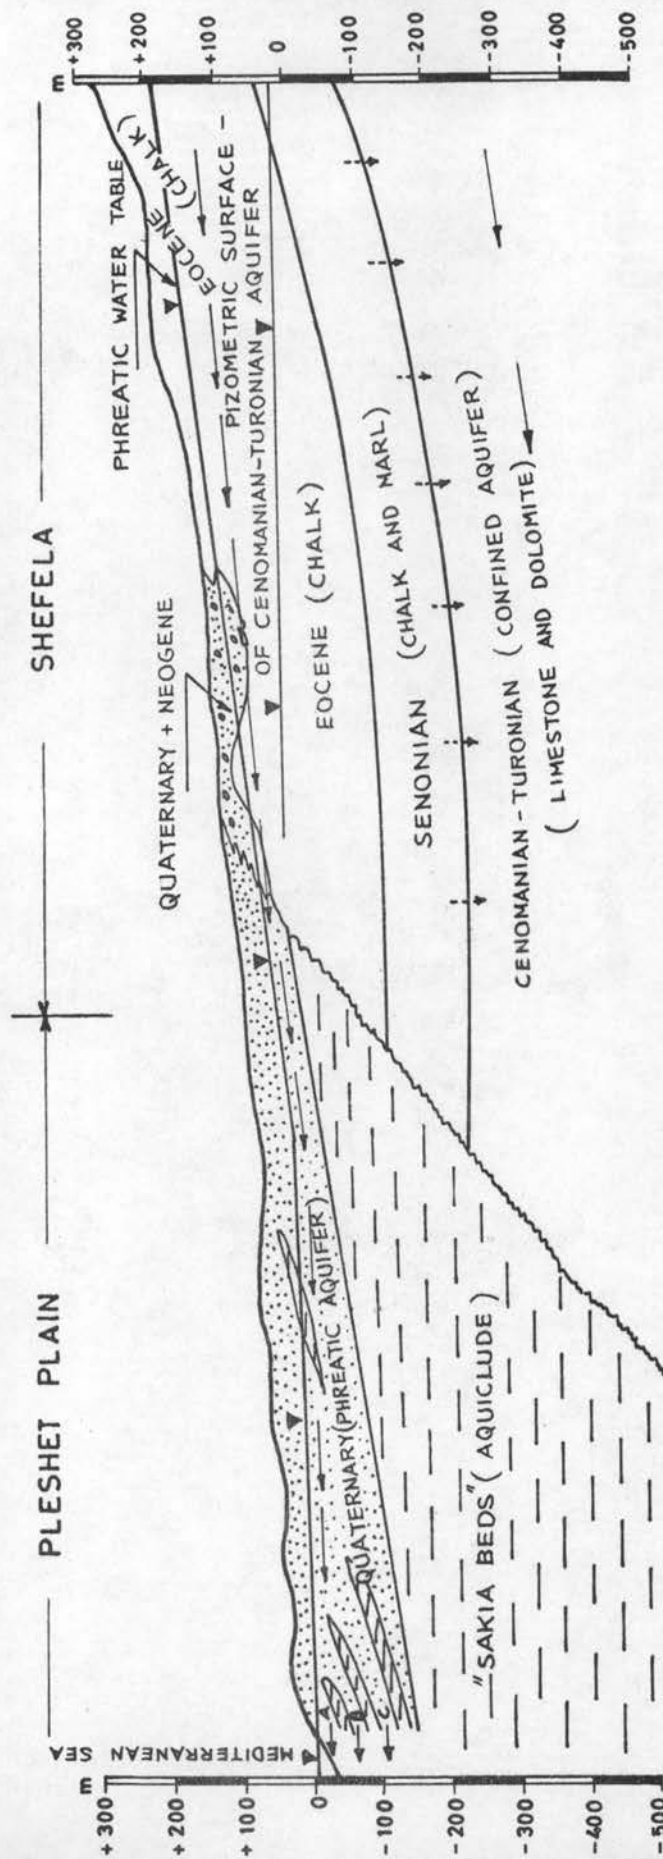 PLESHET PLAIN
SHEFELA
m
+300
+200
+100
0
-100
-200
-300
-400
-500
MEDITERRANEAN SEA
A
B
C
QUATERNARY (PHREATIC AQUIFER)
"SAKIA BEDS" (AQUICLUDE)
QUATERNARY + NEOGENE
PHREATIC WATER TABLE
EOCENE (CHALK)
PIZOMETRIC SURFACE -
OF CENOMANIAN-TURONIAN AQUIFER
EOCENE (CHALK)
SENONIAN (CHALK AND MARL)
CENOMANIAN - TURONIAN (CONFINED AQUIFER)
(LIMESTONE AND DOLOMITE)
m
+300
+200
+100
0
-100
-200
-300
-400
-500